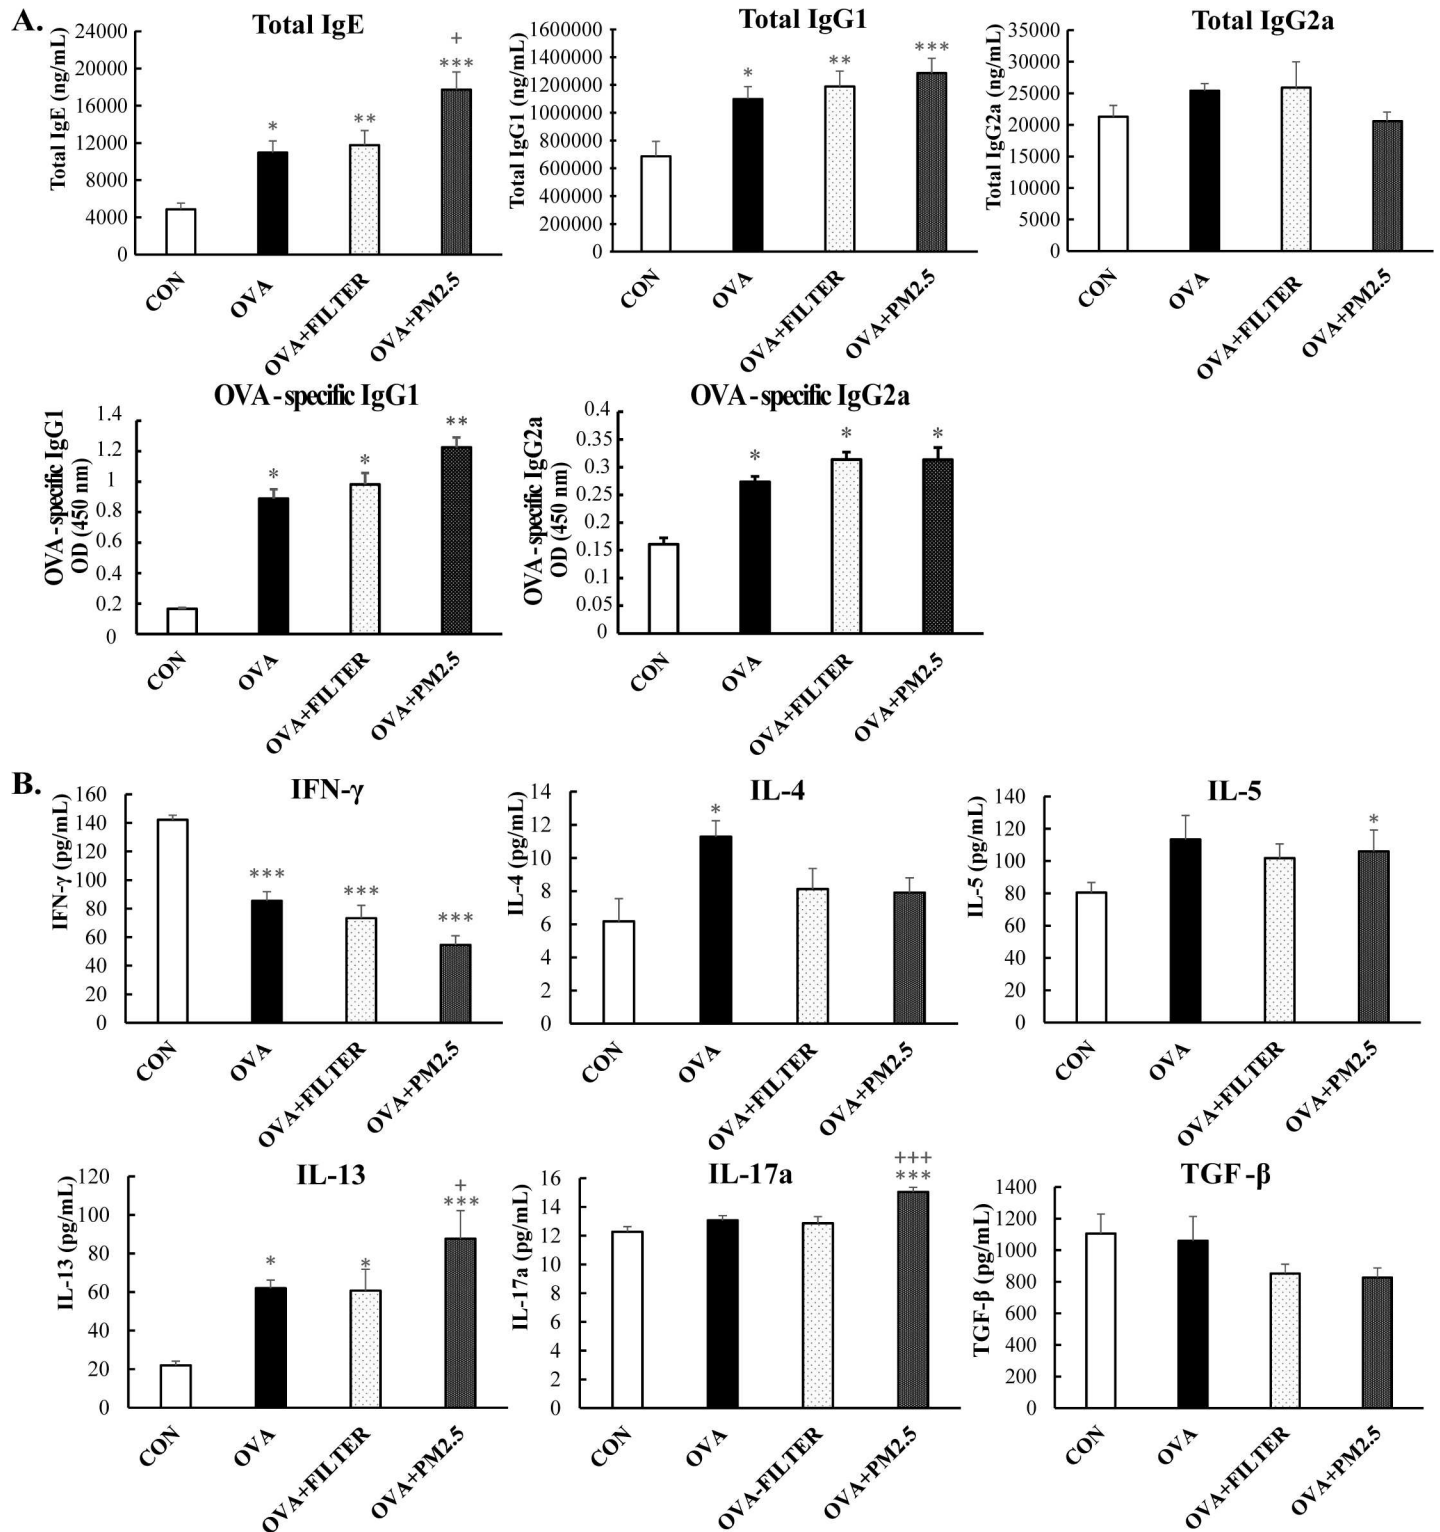 A.
Total IgE
Total IgE (ng/mL)
24000
20000
16000
12000
8000
4000
0
*
**
+
***
CON
OVA
OVA+FILTER
OVA+PM2.5
Total IgG1
Total IgG1 (ng/mL)
1600000
1400000
1200000
1000000
800000
600000
400000
200000
0
*
**
***
CON
OVA
OVA+FILTER
OVA+PM2.5
Total IgG2a
Total IgG2a (ng/mL)
35000
30000
25000
20000
15000
10000
5000
0
CON
OVA
OVA+FILTER
OVA+PM2.5
OVA-specific IgG1
OVA-specific IgG1
OD (450 nm)
1.4
1.2
1
0.8
0.6
0.4
0.2
0
*
*
**
CON
OVA
OVA+FILTER
OVA+PM2.5
OVA-specific IgG2a
OVA-specific IgG2a
OD (450 nm)
0.4
0.35
0.3
0.25
0.2
0.15
0.1
0.05
0
*
*
*
CON
OVA
OVA+FILTER
OVA+PM2.5
B.
IFN-γ
IFN-γ (pg/mL)
160
140
120
100
80
60
40
20
0
***
***
***
CON
OVA
OVA+FILTER
OVA+PM2.5
IL-4
IL-4 (pg/mL)
14
12
10
8
6
4
2
0
*
CON
OVA
OVA+FILTER
OVA+PM2.5
IL-5
IL-5 (pg/mL)
140
120
100
80
60
40
20
0
*
CON
OVA
OVA+FILTER
OVA+PM2.5
IL-13
IL-13 (pg/mL)
120
100
80
60
40
20
0
*
*
+
***
CON
OVA
OVA+FILTER
OVA+PM2.5
IL-17a
IL-17a (pg/mL)
16
14
12
10
8
6
4
2
0
+++
***
CON
OVA
OVA-FILTER
OVA+PM2.5
TGF-β
TGF-β (pg/mL)
1400
1200
1000
800
600
400
200
0
CON
OVA
OVA+FILTER
OVA+PM2.5